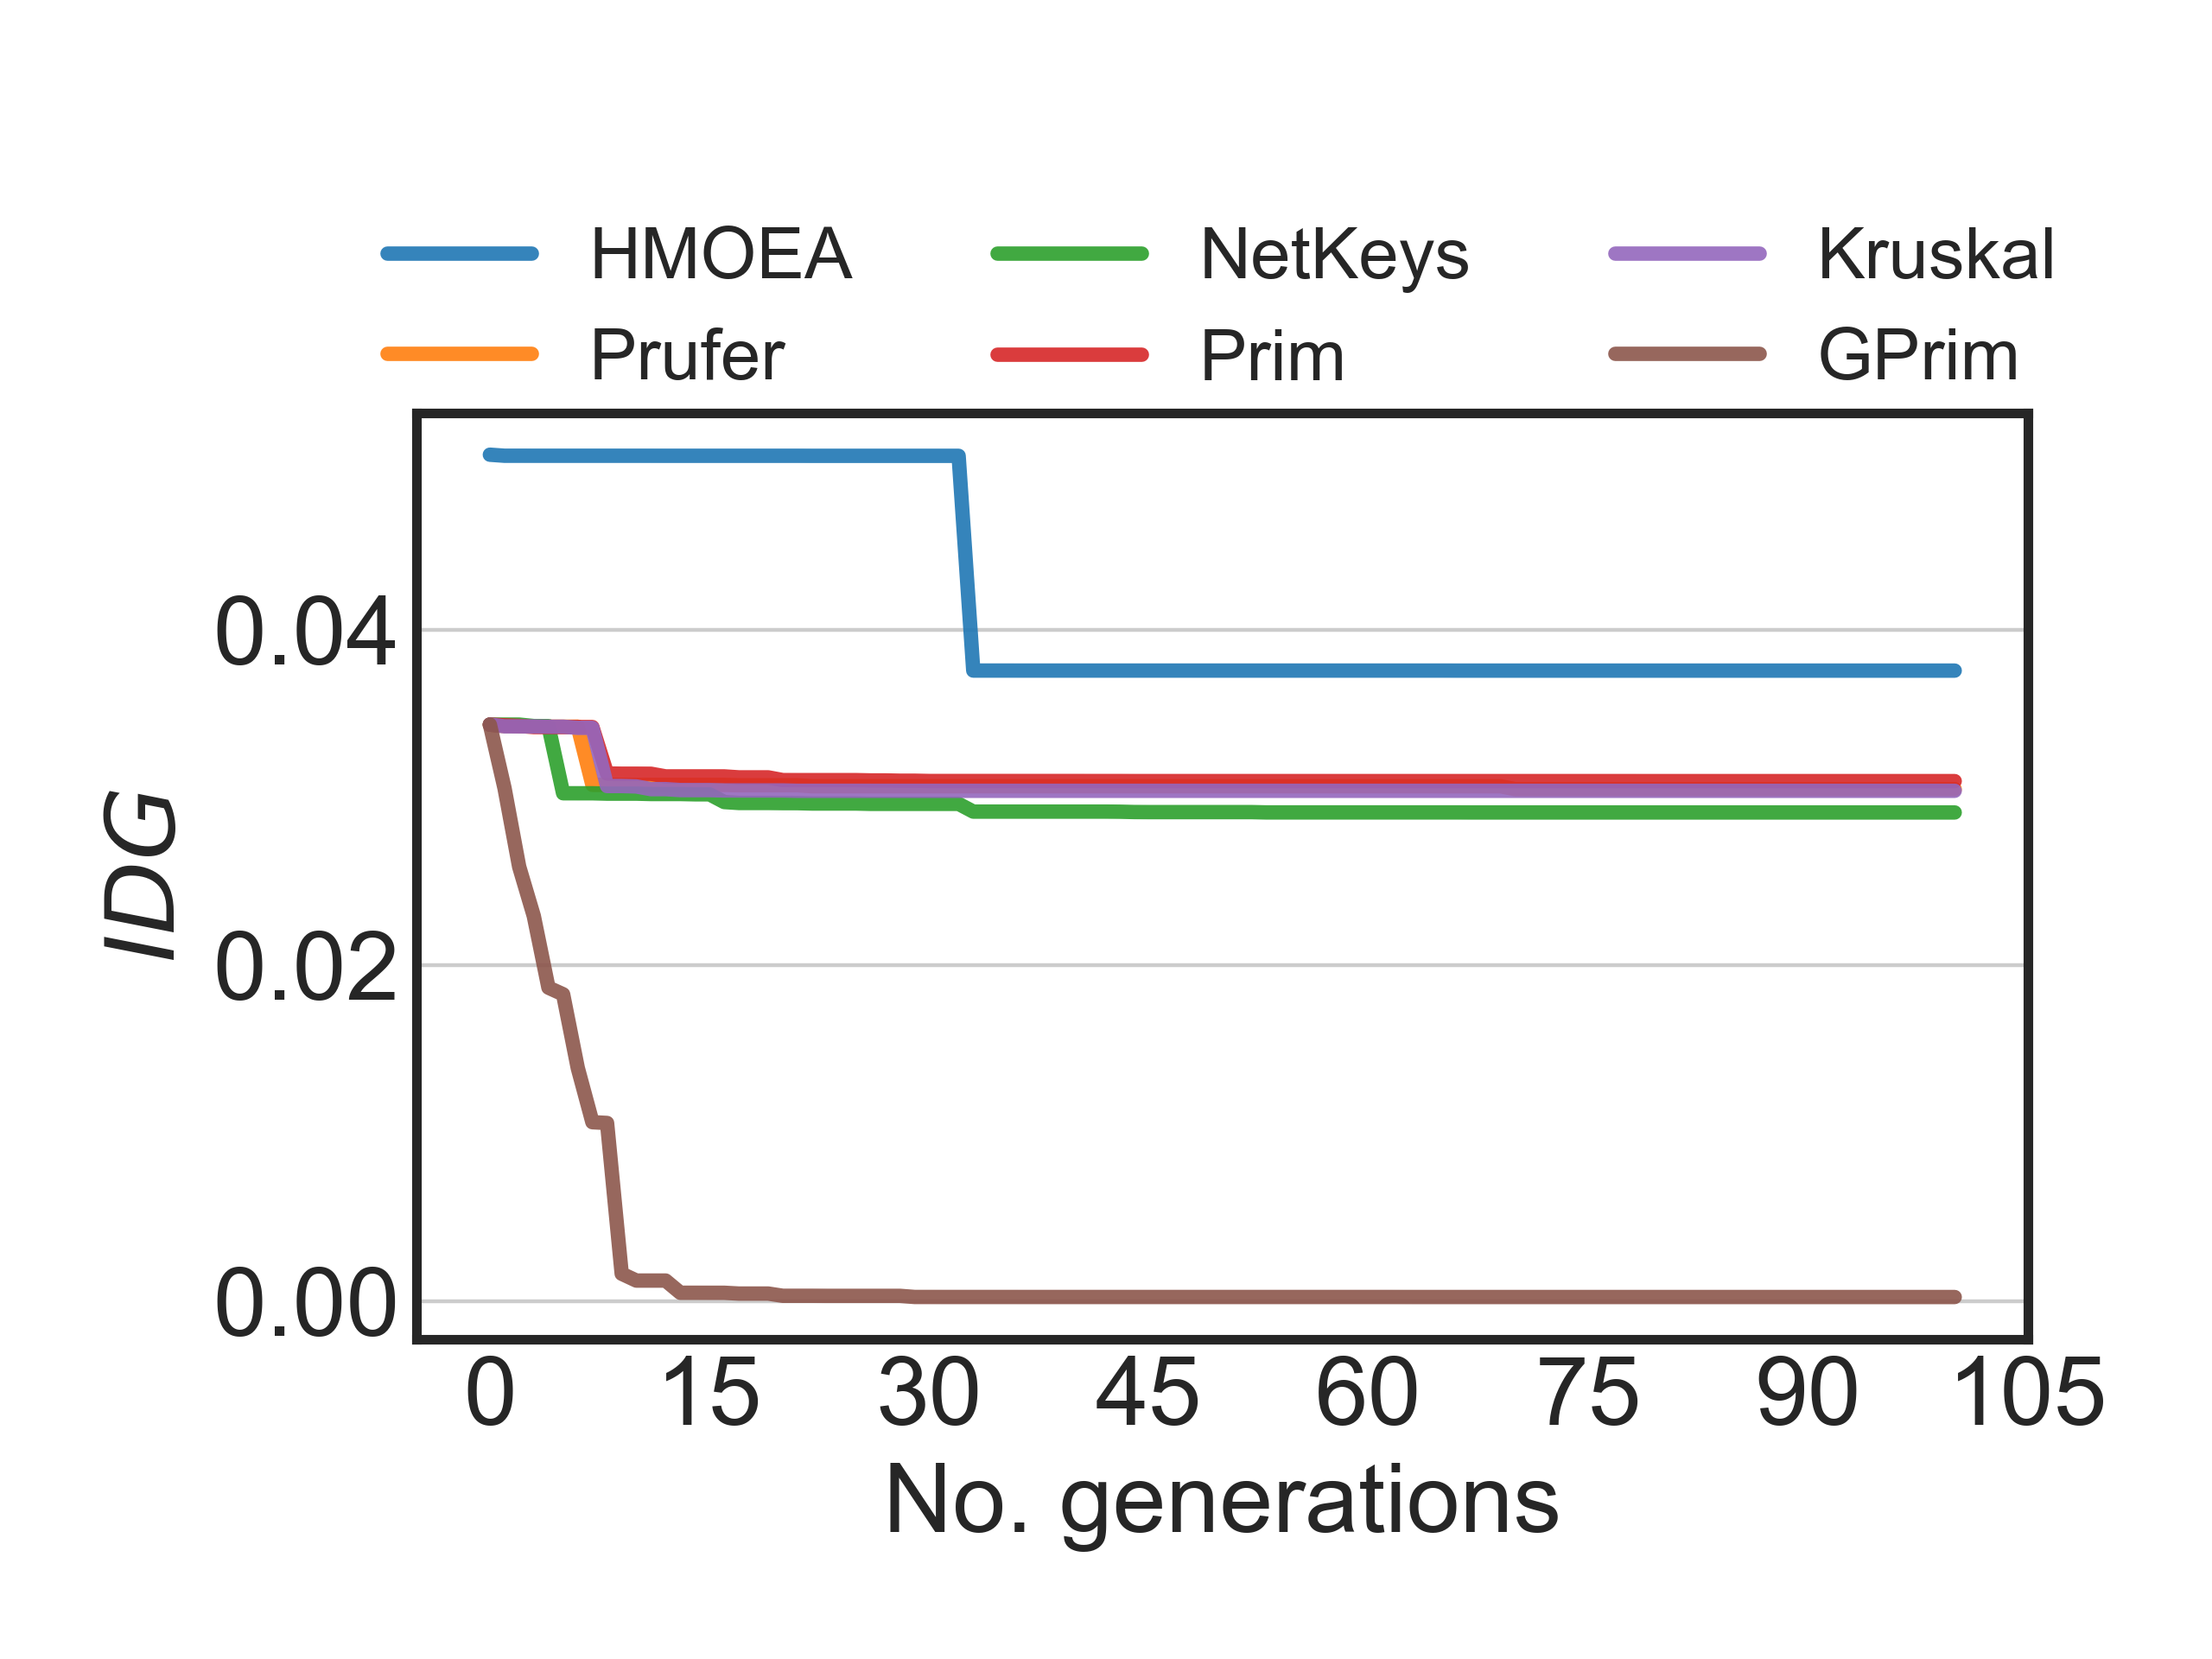 HMOEA NetKeys Kruskal
Prufer Prim GPrim
0.04
0.02
0.00
IDG
0 15 30 45 60 75 90 105
No. generations